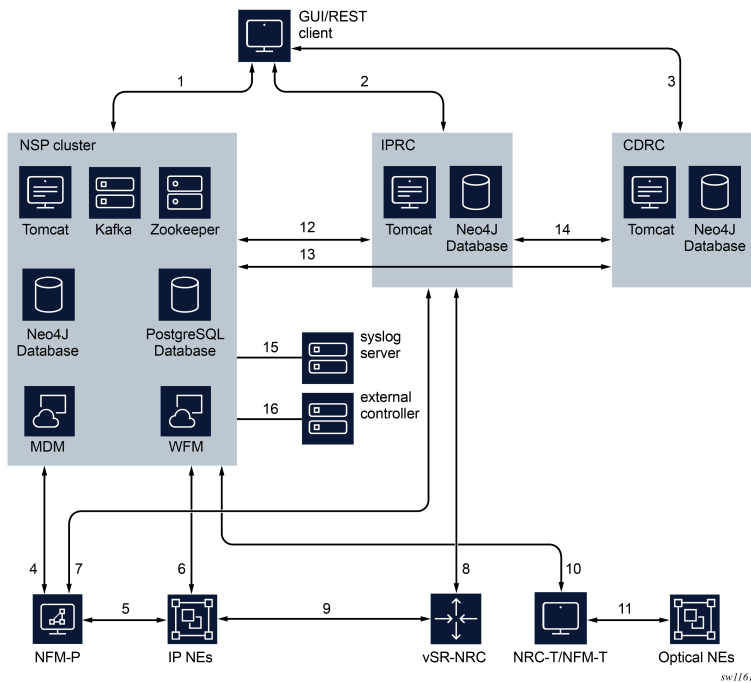 GUI/REST
client
1
2
3
NSP cluster
IPRC
CDRC
Tomcat
Kafka
Zookeeper
Tomcat
Neo4J
Database
Tomcat
Neo4J
Database
12
14
13
Neo4J
Database
PostgreSQL
Database
15
syslog
server
16
external
controller
MDM
WFM
4
7
6
8
10
5
9
11
NFM-P
IP NEs
vSR-NRC
NRC-T/NFM-T
Optical NEs